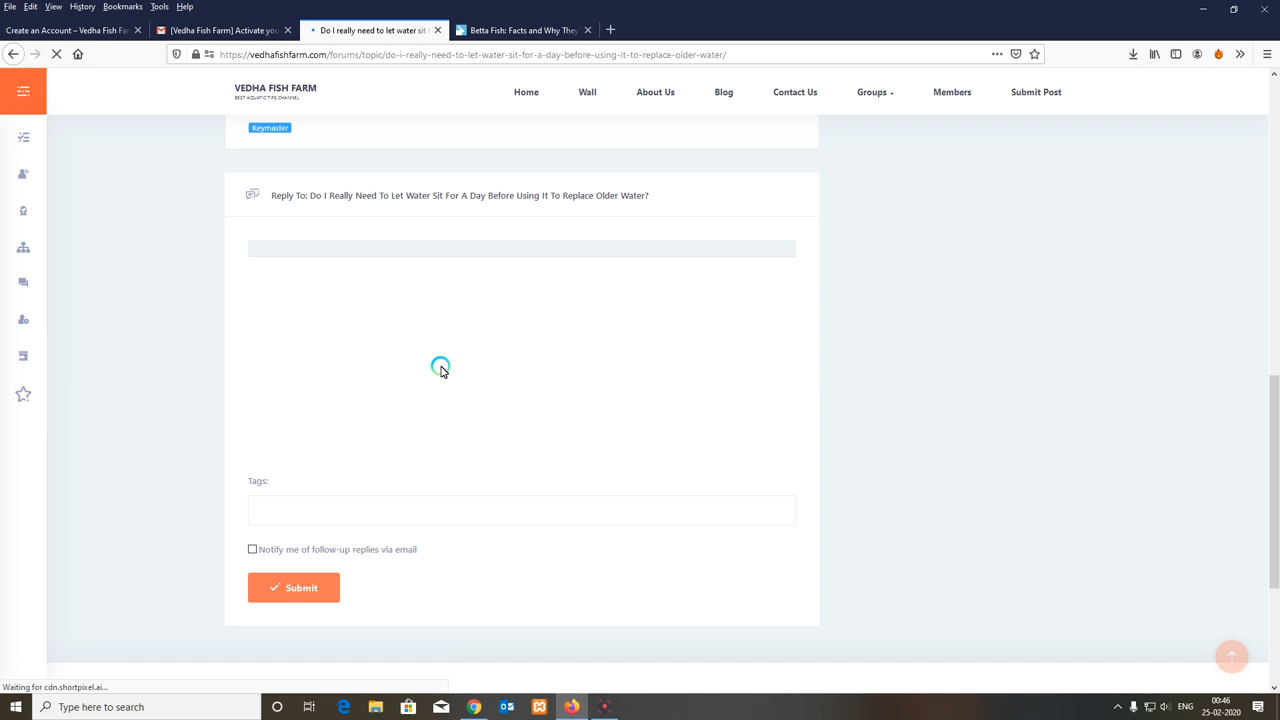 File Edit View History Bookmarks Tools Help
Create an Account – Vedha Fish Far
[Vedha Fish Farm] Activate you
Do I really need to let water sit f
Betta Fish: Facts and Why They
https://vedhafishfarm.com/forums/topic/do-i-really-need-to-let-water-sit-for-a-day-before-using-it-to-replace-older-water/
VEDHA FISH FARM
BEST AQUATIC TIPS CHANNEL
Home Wall About Us Blog Contact Us Groups Members Submit Post
Keymaster
Reply To: Do I Really Need To Let Water Sit For A Day Before Using It To Replace Older Water?
Tags:
Notify me of follow-up replies via email
Submit
Waiting for cdn.shortpixel.ai...
Type here to search
ENG
00:46
25-02-2020